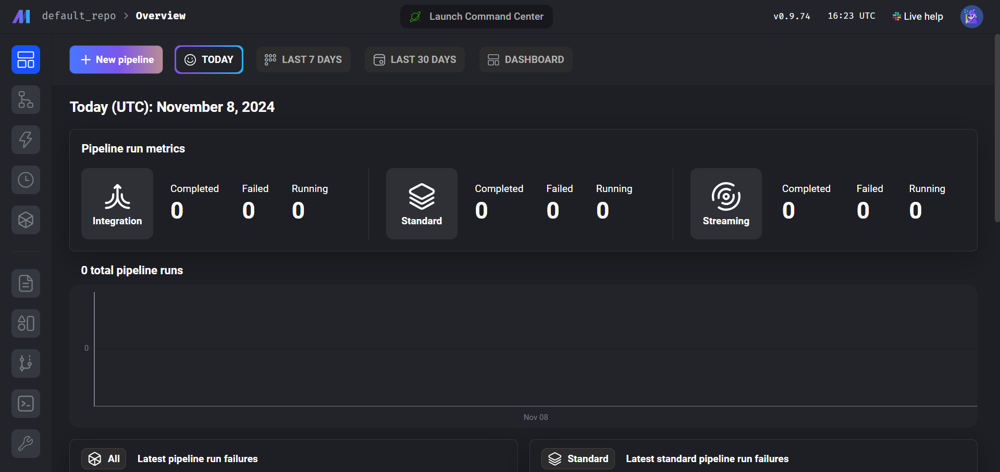 default_repo > Overview
Launch Command Center
v0.9.74
16:23 UTC
Live help
New pipeline
TODAY
LAST 7 DAYS
LAST 30 DAYS
DASHBOARD
Today (UTC): November 8, 2024
Pipeline run metrics
Integration
Completed Failed Running
0 0 0
Standard
Completed Failed Running
0 0 0
Streaming
Completed Failed Running
0 0 0
0 total pipeline runs
0
Nov 08
All
Latest pipeline run failures
Standard
Latest standard pipeline run failures